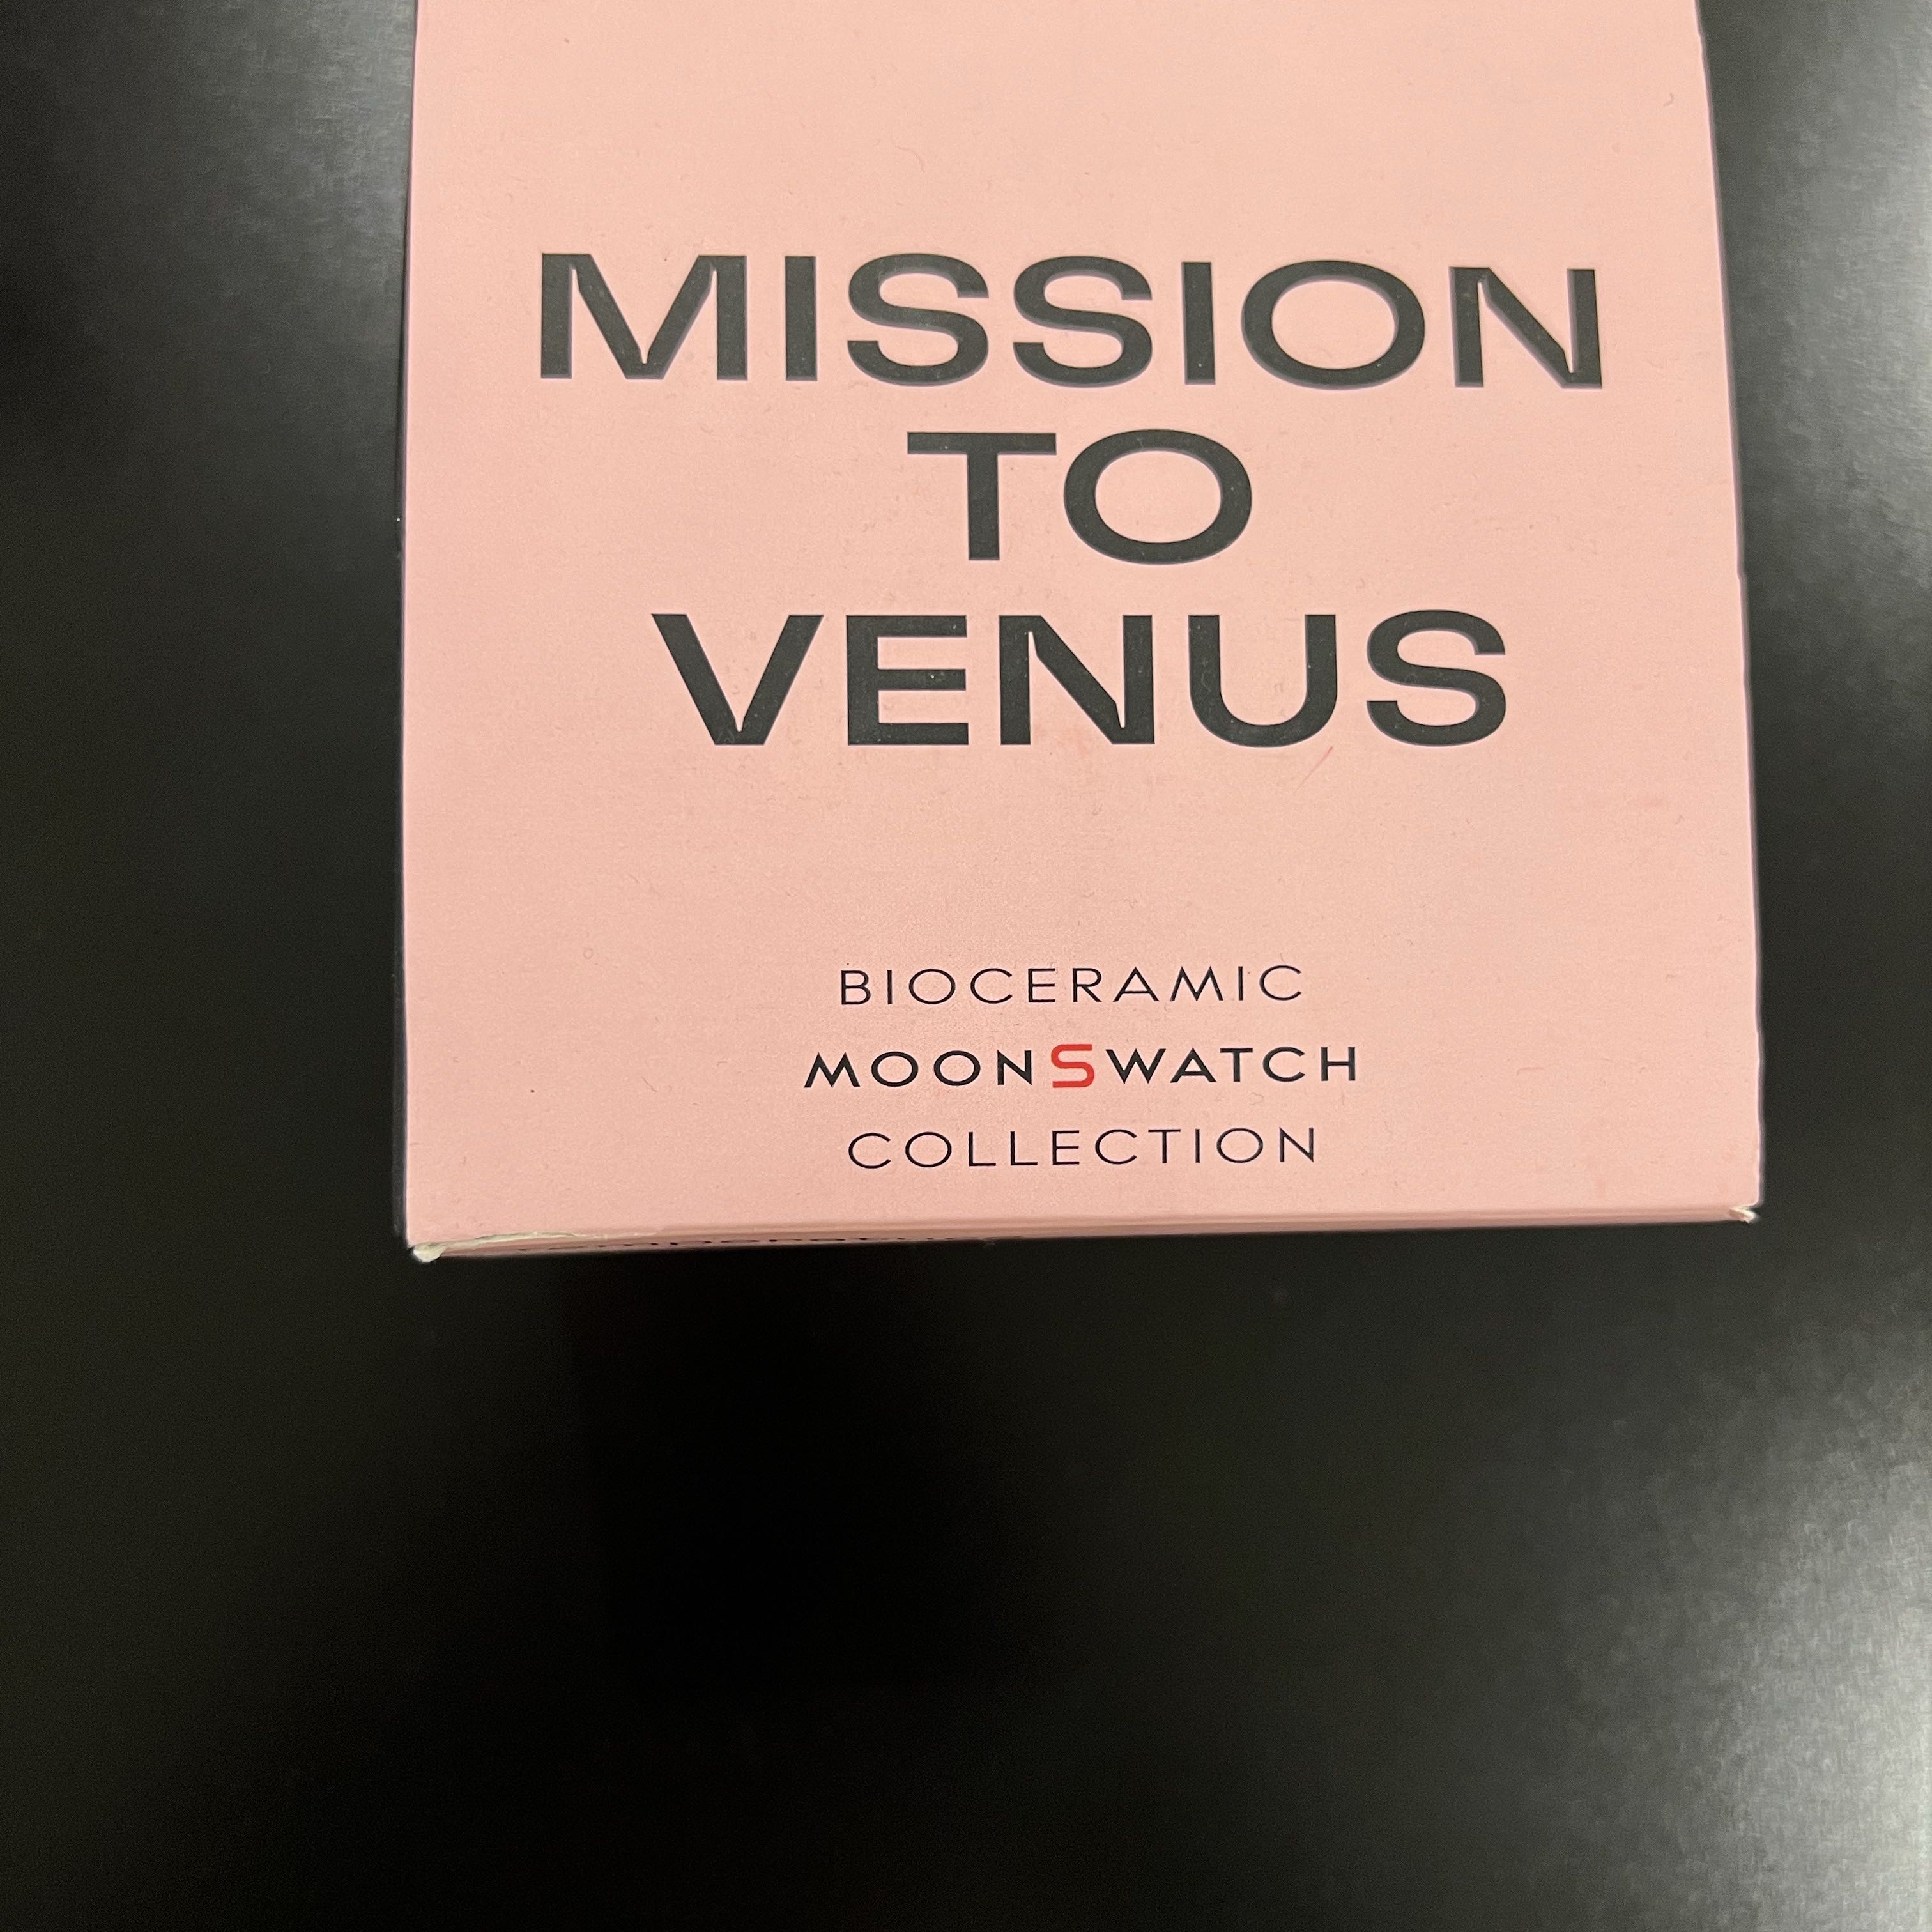 MISSION
TO
VENUS
BIOCERAMIC
MOONSWATCH
COLLECTION